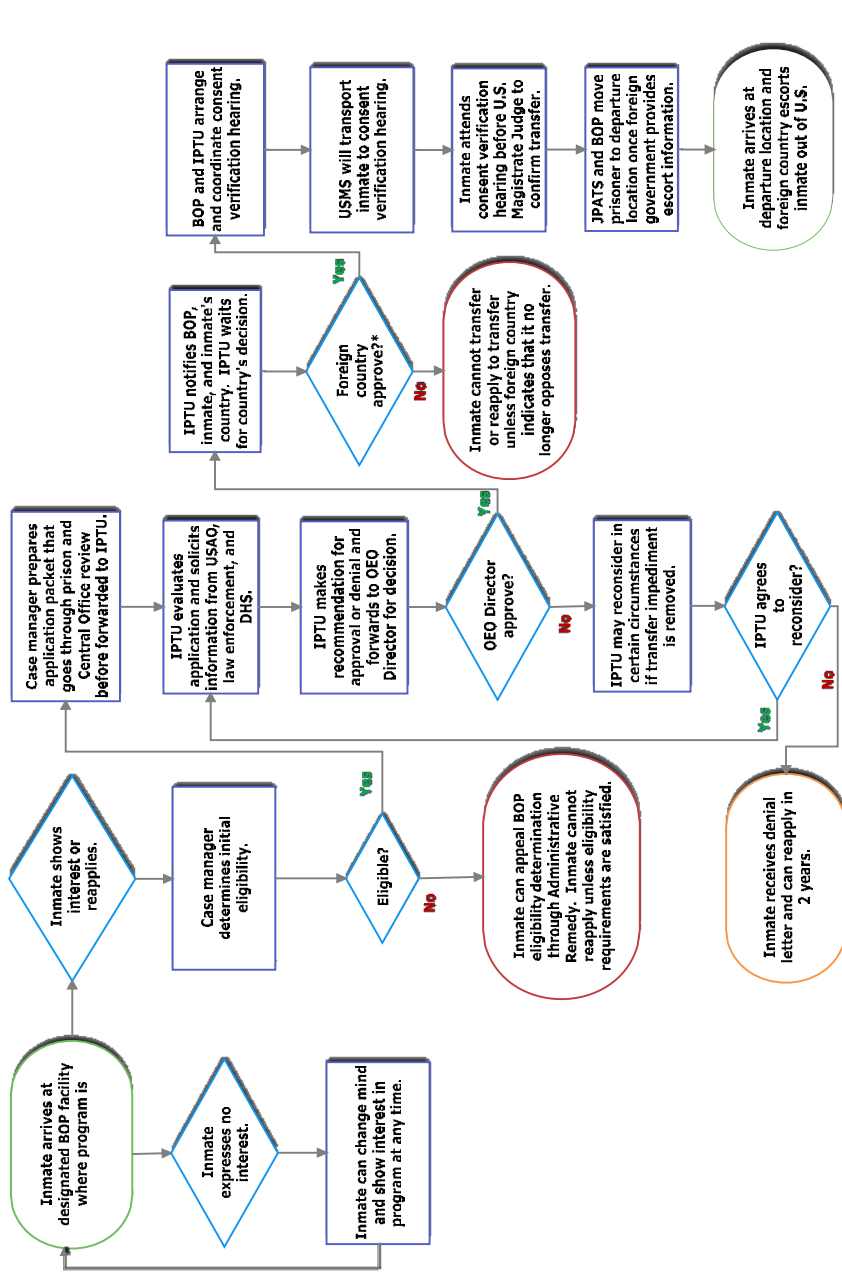 Inmate arrives at
designated BOP facility
where program is
Inmate
expresses no
interest.
Inmate can change mind
and show interest in
program at any time.
Inmate shows
interest or
reapplies.
Case manager
determines initial
eligibility.
Eligible?
Yes
No
Inmate can appeal BOP
eligibility determination
through Administrative
Remedy. Inmate cannot
reapply unless eligibility
requirements are satisfied.
Case manager prepares
application packet that
goes through prison and
Central Office review
before forwarded to IPTU.
IPTU evaluates
application and solicits
information from USAO,
law enforcement, and
DHS.
IPTU makes
recommendation for
approval or denial and
forwards to OEO
Director for decision.
OEO Director
approve?
Yes
No
IPTU may reconsider in
certain circumstances
if transfer impediment
is removed.
IPTU agrees
to
reconsider?
Yes
No
Inmate receives denial
letter and can reapply in
2 years.
IPTU notifies BOP,
inmate, and inmate's
country. IPTU waits
for country's decision.
Foreign
country
approve?*
Yes
No
Inmate cannot transfer
or reapply to transfer
unless foreign country
indicates that it no
longer opposes transfer.
BOP and IPTU arrange
and coordinate consent
verification hearing.
USMS will transport
inmate to consent
verification hearing.
Inmate attends
consent verification
hearing before U.S.
Magistrate Judge to
confirm transfer.
JPATS and BOP move
prisoner to departure
location once foreign
government provides
escort information.
Inmate arrives at
departure location and
foreign country escorts
inmate out of U.S.